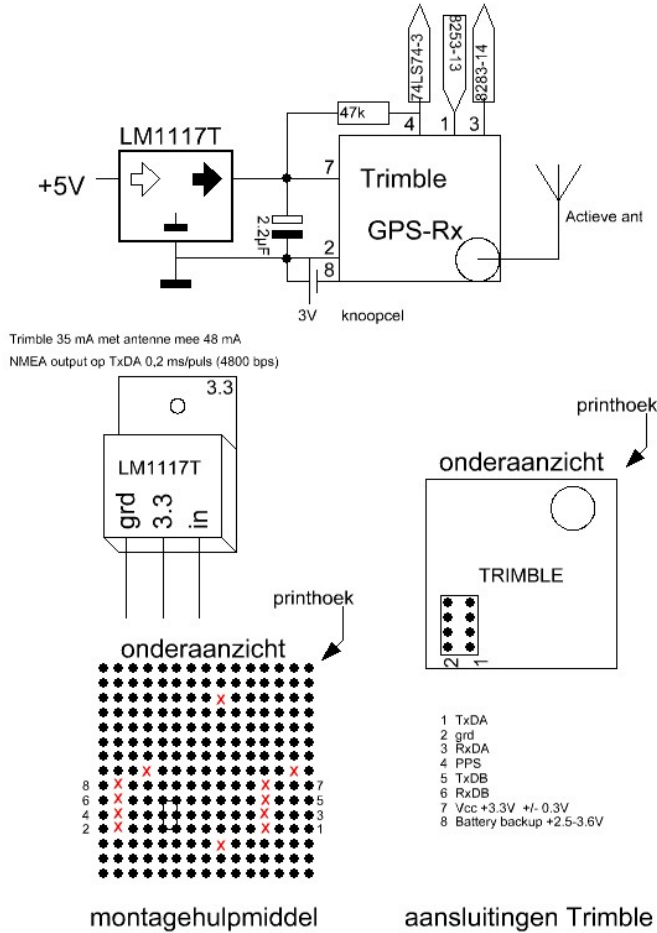 74LS74-3
8253-13
8283-14
47k
4 1 3
LM1117T
+5V
7
Trimble
GPS-Rx
2.2µF
2
8
Actieve ant
3V knoopcel
Trimble 35 mA met antenne mee 48 mA
NMEA output op TxDA 0,2 ms/puls (4800 bps)
3.3
LM1117T
grd
3.3
in
printhoek
onderaanzicht
TRIMBLE
2 1
printhoek
onderaanzicht
X
X X
8 X X 7
6 X X 5
4 X X 3
2 X X 1
X
1 TxDA
2 grd
3 RxDA
4 PPS
5 TxDB
6 RxDB
7 Vcc +3.3V +/- 0.3V
8 Battery backup +2.5-3.6V
montagehulpmiddel
aansluitingen Trimble